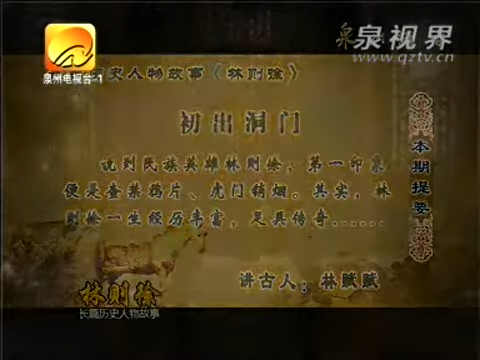 泉视界
www.qztv.cn
泉州电视台-1
史人物故事《林则徐》
初出洞门
说到民族英雄林则徐，第一印象
便是查禁鸦片、虎门销烟。其实，林
则徐一生经历丰富，更具传奇......
讲古人：林赋赋
本期提要
林则徐
长篇历史人物故事